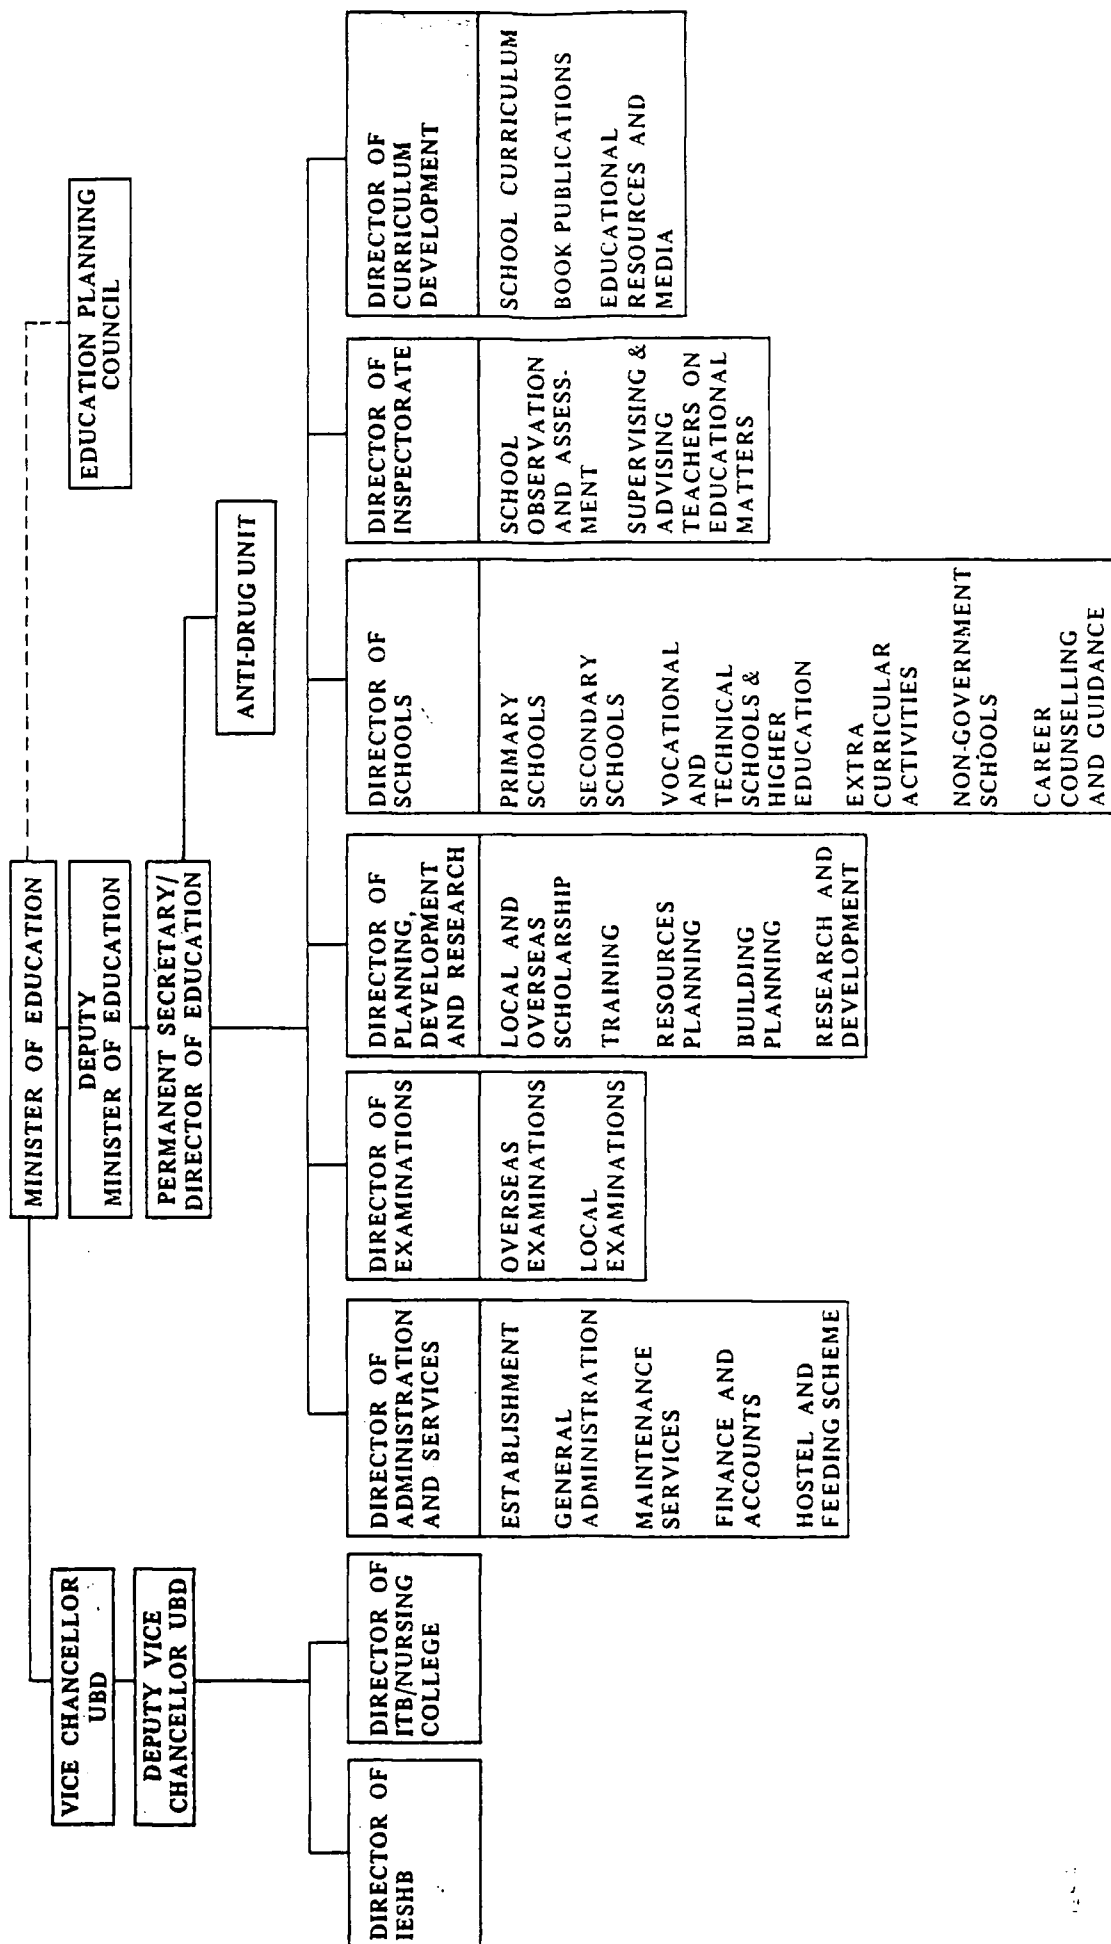 MINISTER OF EDUCATION
EDUCATION PLANNING
COUNCIL
VICE CHANCELLOR
UBD
DEPUTY
MINISTER OF EDUCATION
DEPUTY VICE
CHANCELLOR UBD
PERMANENT SECRETARY/
DIRECTOR OF EDUCATION
ANTI-DRUG UNIT
DIRECTOR OF
IESHB
DIRECTOR OF
ITB/NURSING
COLLEGE
DIRECTOR OF
ADMINISTRATION
AND SERVICES
ESTABLISHMENT
GENERAL
ADMINISTRATION
MAINTENANCE
SERVICES
FINANCE AND
ACCOUNTS
HOSTEL AND
FEEDING SCHEME
DIRECTOR OF
EXAMINATIONS
OVERSEAS
EXAMINATIONS
LOCAL
EXAMINATIONS
DIRECTOR OF
PLANNING,
DEVELOPMENT
AND RESEARCH
LOCAL AND
OVERSEAS
SCHOLARSHIP
TRAINING
RESOURCES
PLANNING
BUILDING
PLANNING
RESEARCH AND
DEVELOPMENT
DIRECTOR OF
SCHOOLS
PRIMARY
SCHOOLS
SECONDARY
SCHOOLS
VOCATIONAL
AND
TECHNICAL
SCHOOLS &
HIGHER
EDUCATION
EXTRA
CURRICULAR
ACTIVITIES
NON-GOVERNMENT
SCHOOLS
CAREER
COUNSELLING
AND GUIDANCE
DIRECTOR OF
INSPECTORATE
SCHOOL
OBSERVATION
AND ASSESS-
MENT
SUPERVISING &
ADVISING
TEACHERS ON
EDUCATIONAL
MATTERS
DIRECTOR OF
CURRICULUM
DEVELOPMENT
SCHOOL CURRICULUM
BOOK PUBLICATIONS
EDUCATIONAL
RESOURCES AND
MEDIA